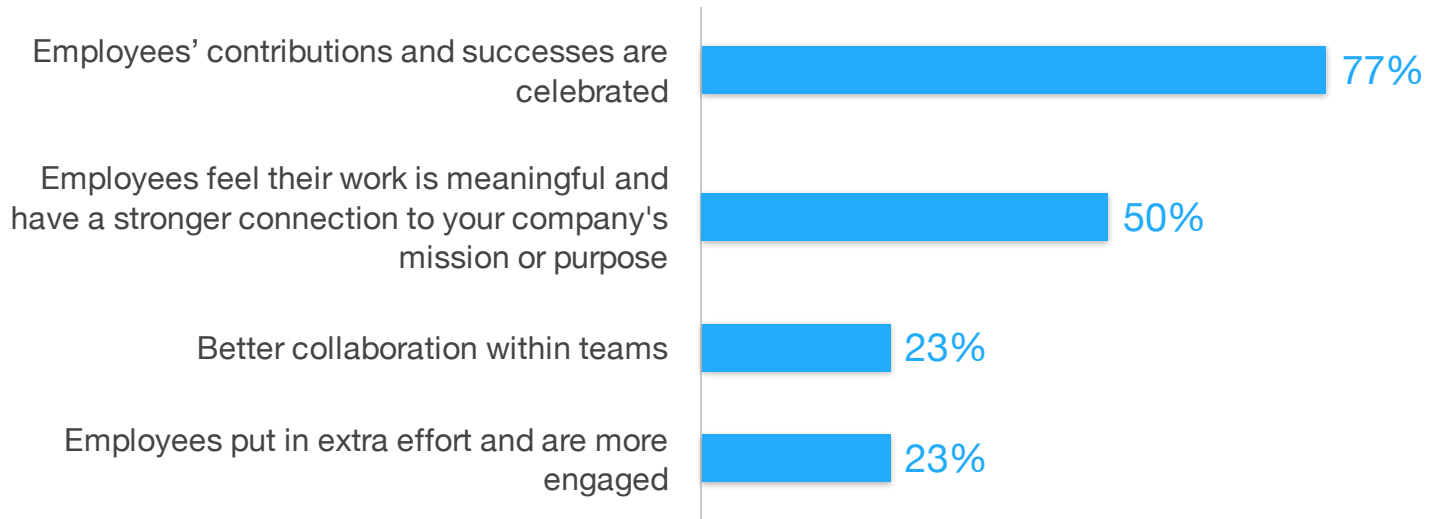 Employees’ contributions and successes are
celebrated
77%
Employees feel their work is meaningful and
have a stronger connection to your company's
mission or purpose
50%
Better collaboration within teams
23%
Employees put in extra effort and are more
engaged
23%